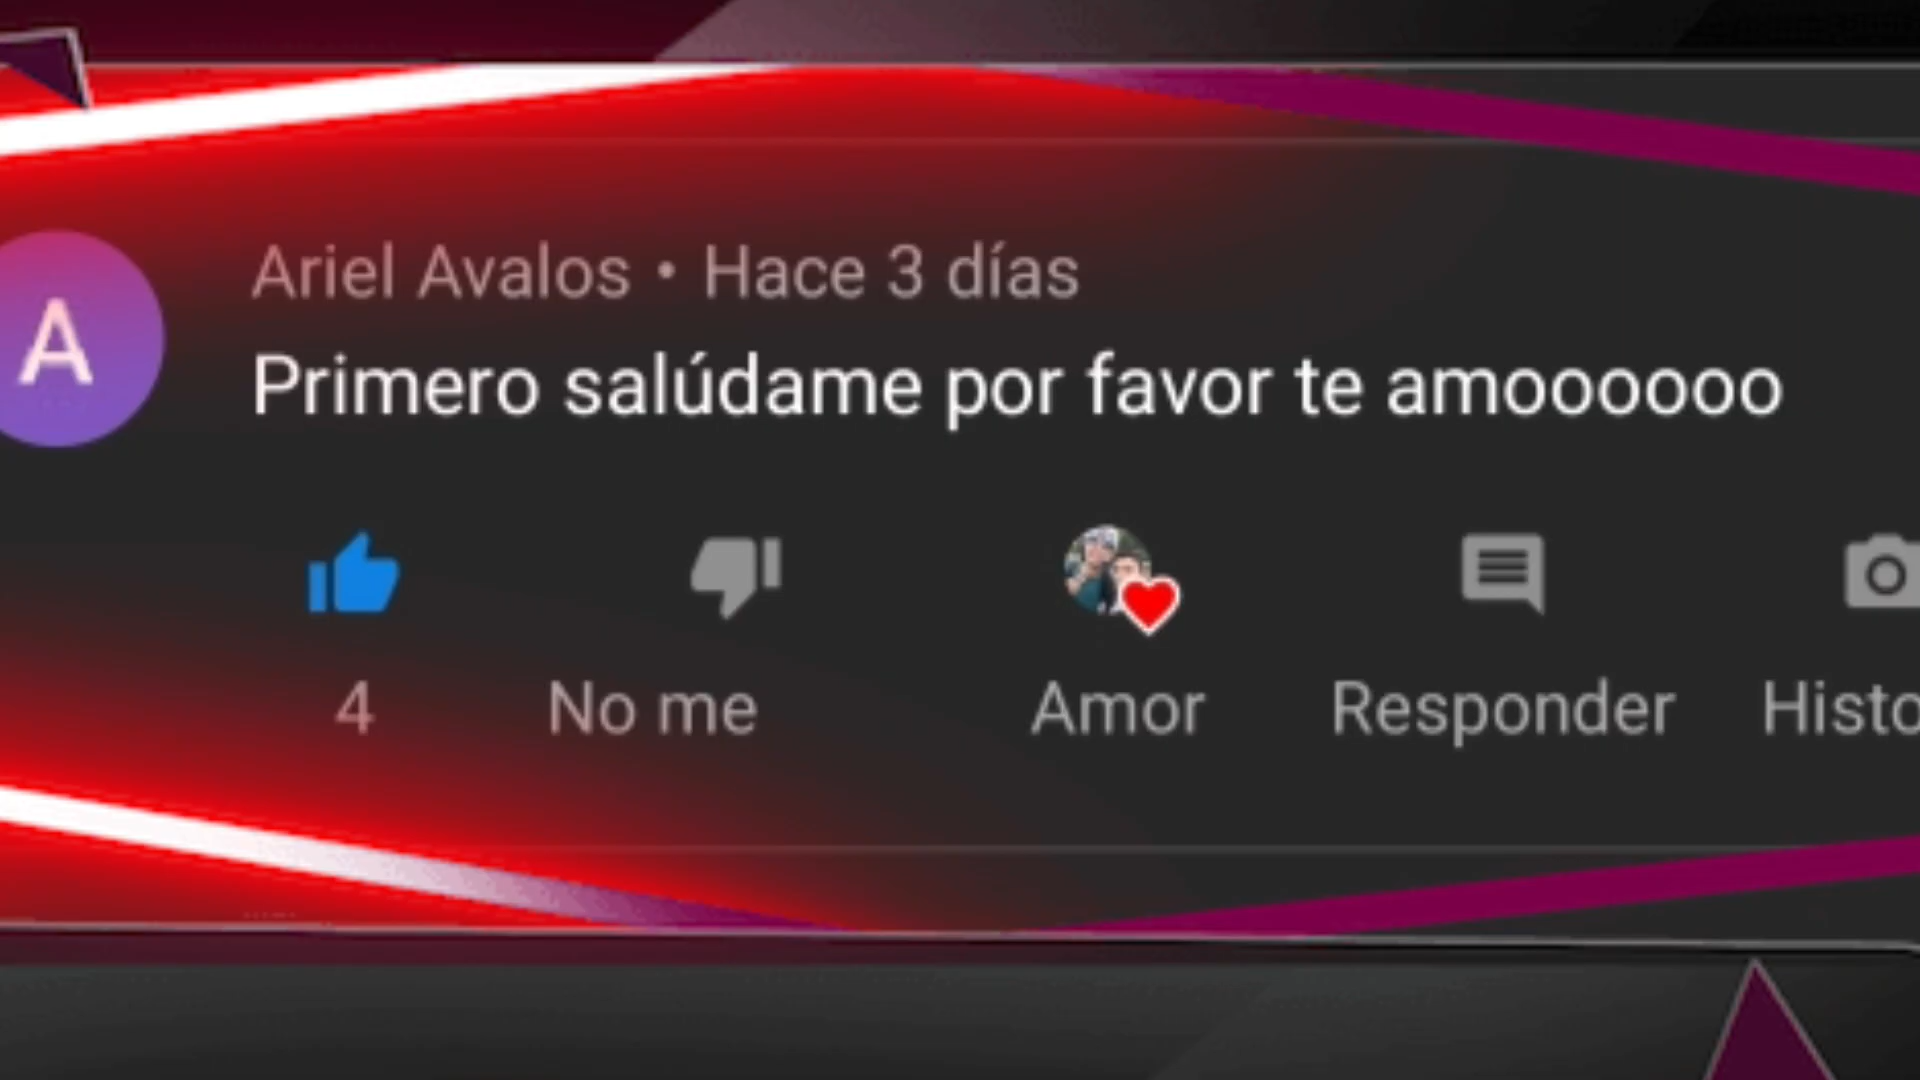 A
Ariel Avalos • Hace 3 días
Primero salúdame por favor te amoooooo
4 No me Amor Responder Histo